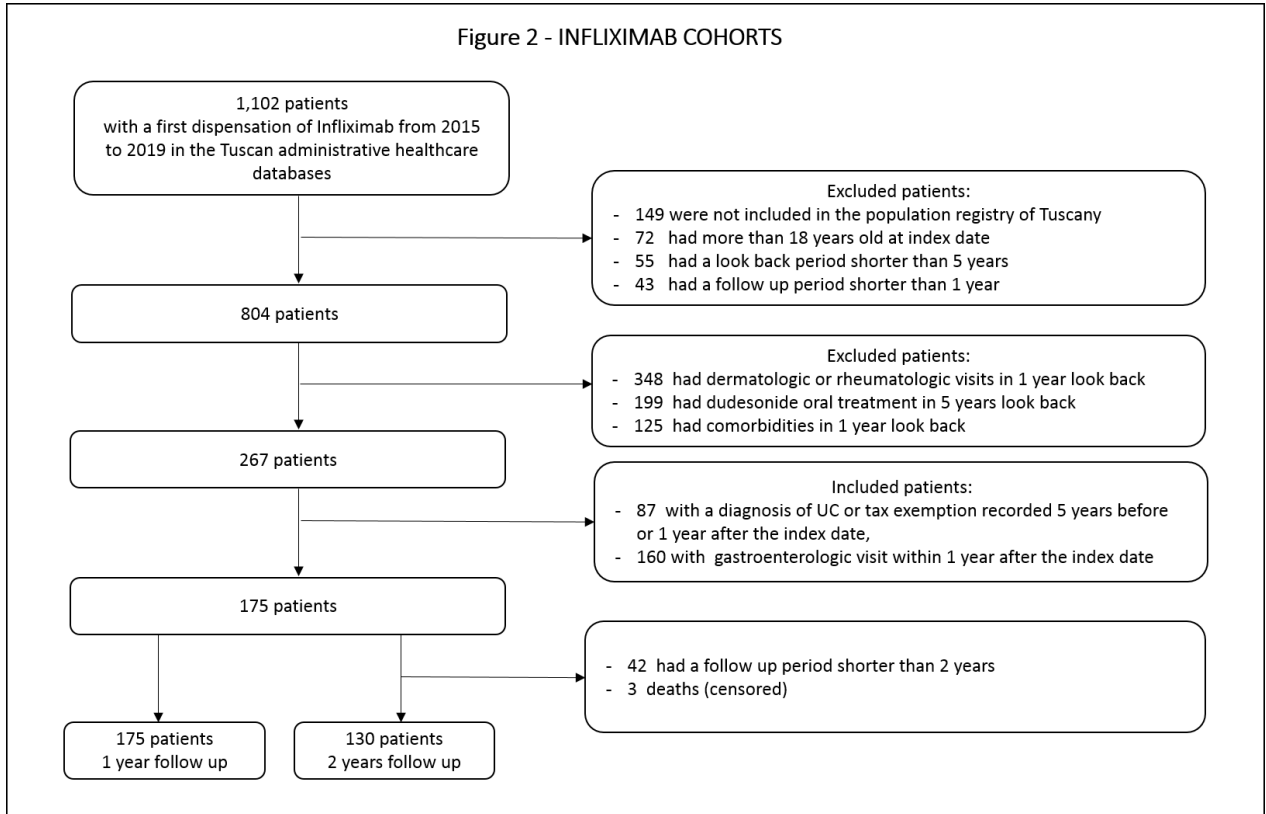 Figure 2 - INFLIXIMAB COHORTS
1,102 patients
with a first dispensation of Infliximab from 2015
to 2019 in the Tuscan administrative healthcare
databases
Excluded patients:
- 149 were not included in the population registry of Tuscany
- 72 had more than 18 years old at index date
- 55 had a look back period shorter than 5 years
- 43 had a follow up period shorter than 1 year
804 patients
Excluded patients:
- 348 had dermatologic or rheumatologic visits in 1 year look back
- 199 had dudesonide oral treatment in 5 years look back
- 125 had comorbidities in 1 year look back
267 patients
Included patients:
- 87 with a diagnosis of UC or tax exemption recorded 5 years before
or 1 year after the index date,
- 160 with gastroenterologic visit within 1 year after the index date
175 patients
- 42 had a follow up period shorter than 2 years
- 3 deaths (censored)
175 patients
1 year follow up
130 patients
2 years follow up